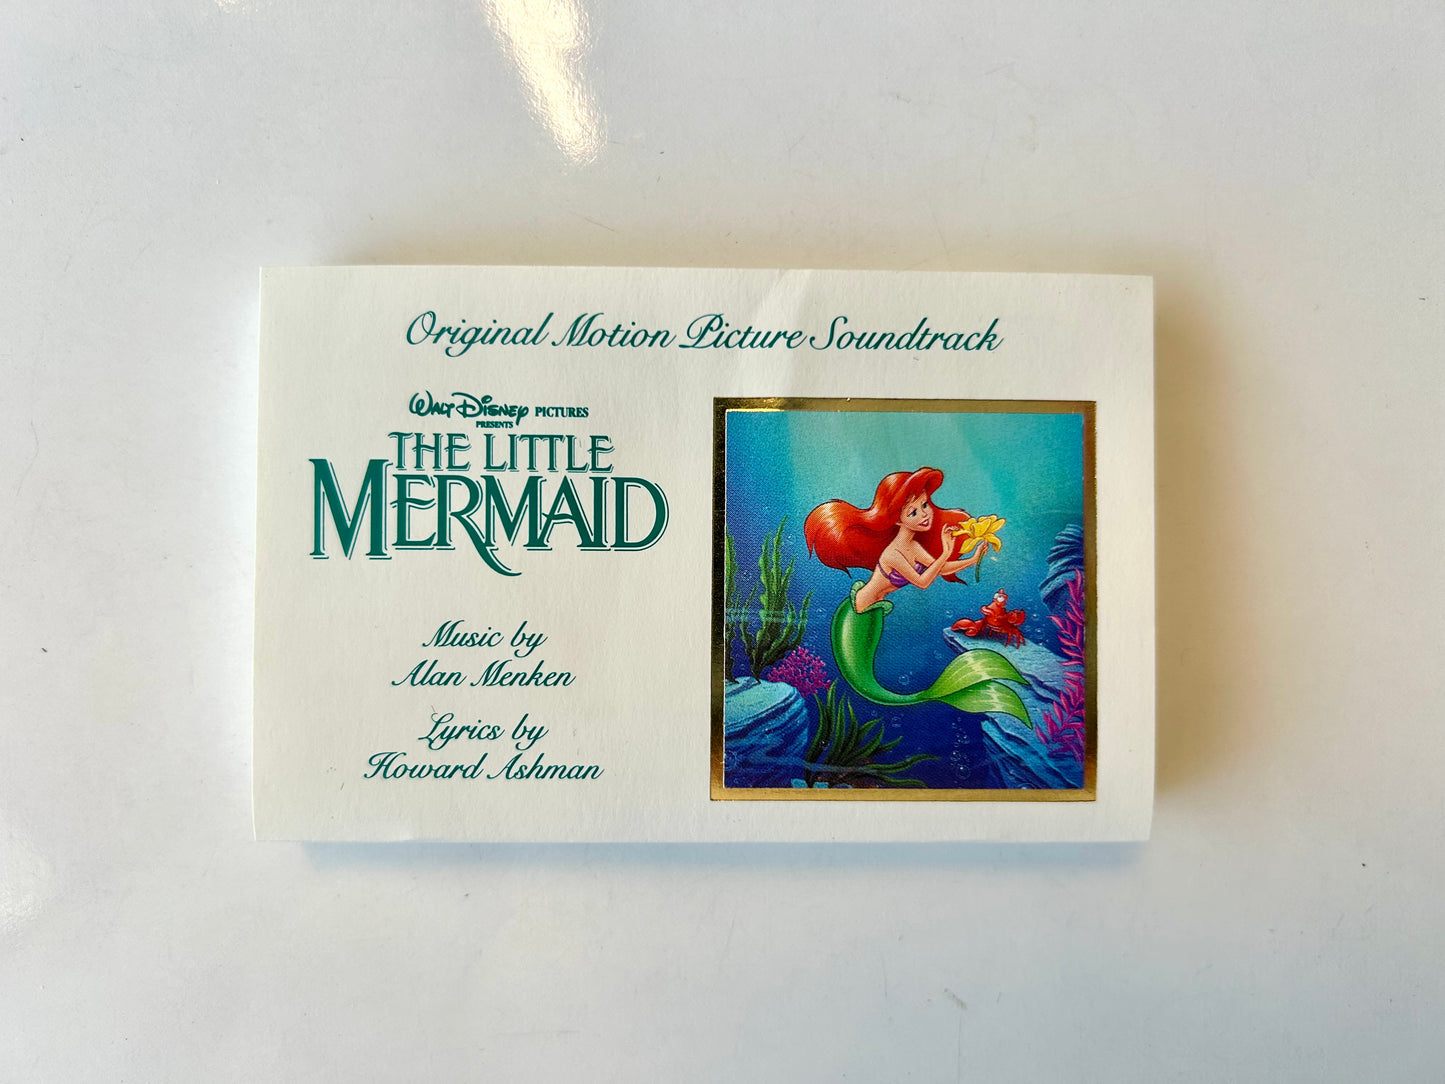 Original Motion Picture Soundtrack
WALT DISNEY PICTURES
PRESENTS
THE LITTLE
MERMAID
Music by
Alan Menken
Lyrics by
Howard Ashman